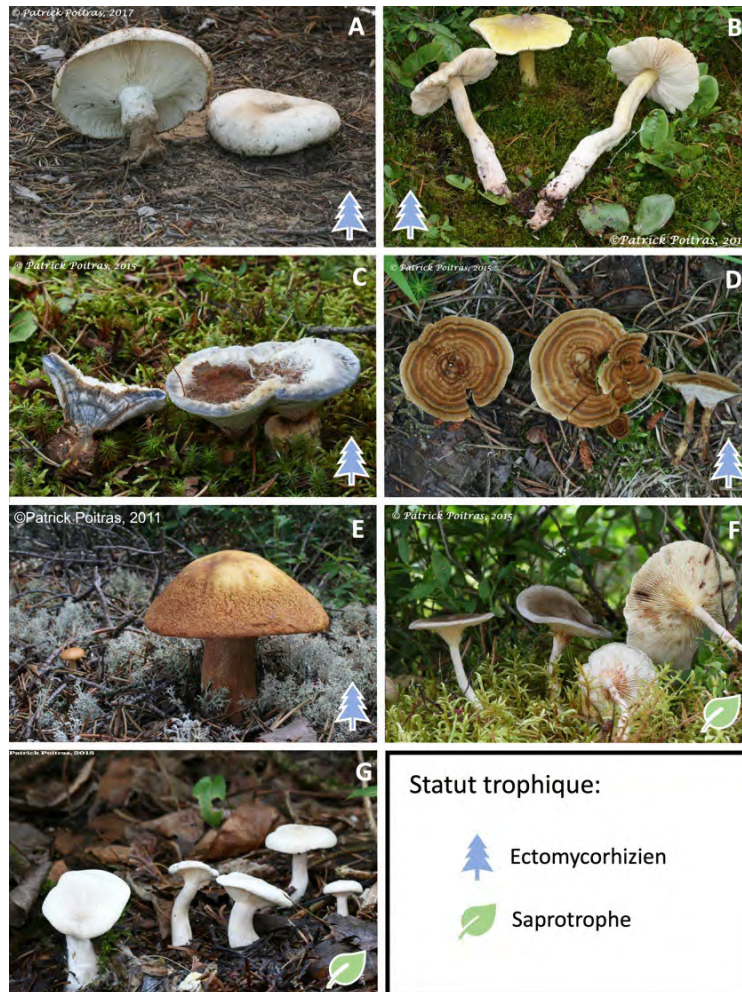 © Patrick Poitras, 2017
A
B
©Patrick Poitras, 201
© Patrick Poitras, 2015
C
© Patrick Poitras, 2015
D
©Patrick Poitras, 2011
E
© Patrick Poitras, 2015
F
Patrick Poitras, 2015
G
Statut trophique:
Ectomycorhizien
Saprotrophe